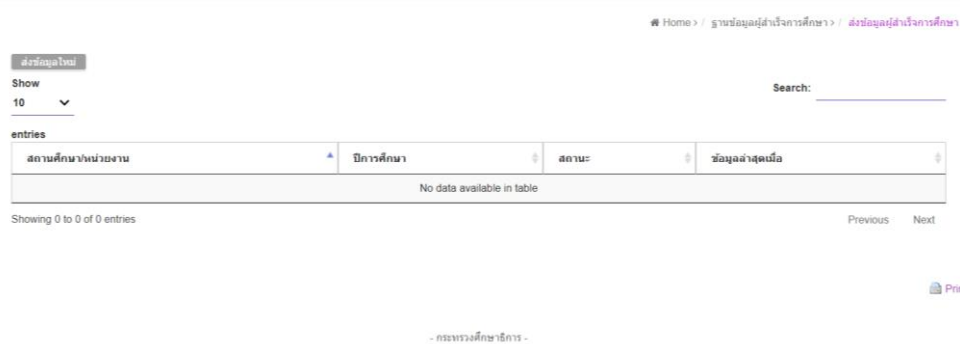 Home > / ฐานข้อมูลผู้สำเร็จการศึกษา > / ส่งข้อมูลผู้สำเร็จการศึกษา
ส่งข้อมูลใหม่
Show
10
Search:
entries
สถานศึกษา/หน่วยงาน ปีการศึกษา สถานะ ข้อมูลล่าสุดเมื่อ
No data available in table
Showing 0 to 0 of 0 entries Previous Next
Prin
- กระทรวงศึกษาธิการ -